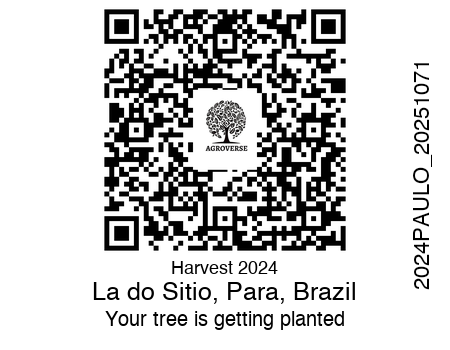 AGROVERSE
Harvest 2024
La do Sitio, Para, Brazil
Your tree is getting planted
2024PAULO_20251071